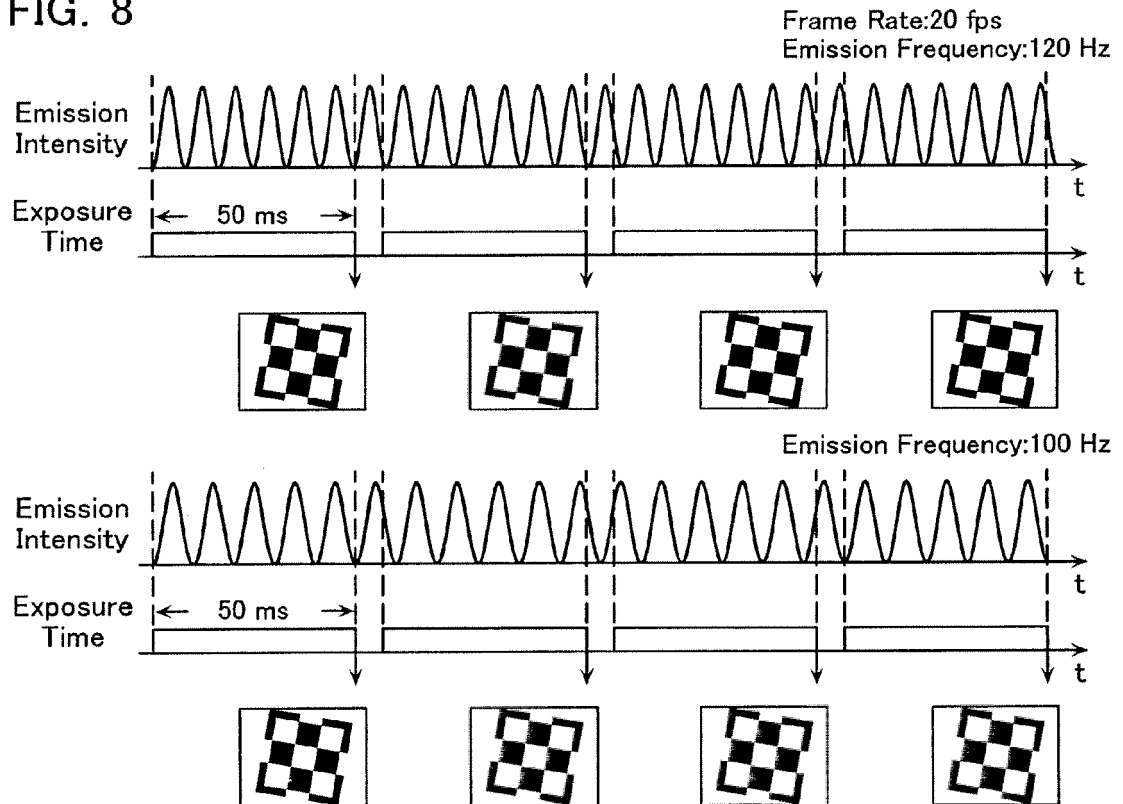 FIG. 8
Frame Rate:20 fps
Emission Frequency:120 Hz
Emission
Intensity
t
Exposure
Time
50 ms
t
Emission Frequency:100 Hz
Emission
Intensity
t
Exposure
Time
50 ms
t